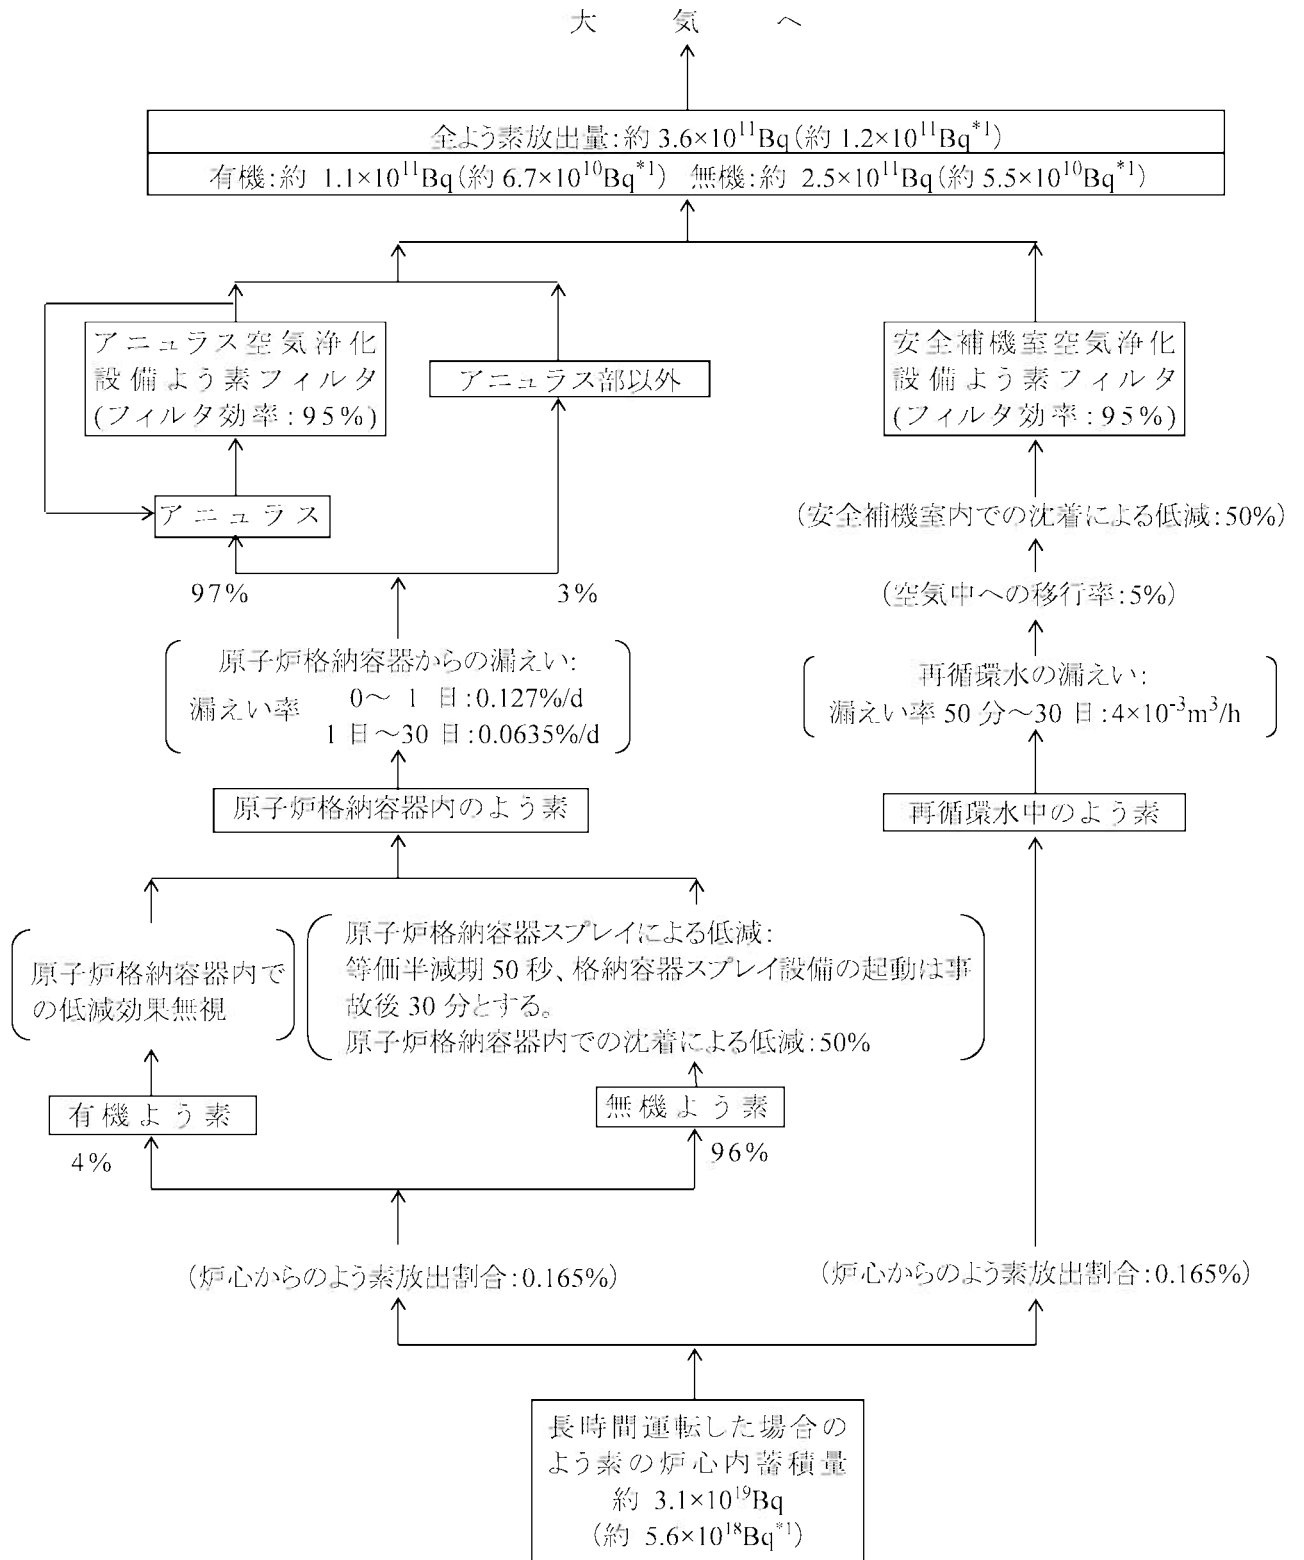 大気へ
全よう素放出量:約 3.6×10¹¹Bq(約 1.2×10¹¹Bq*¹)
有機:約 1.1×10¹¹Bq(約 6.7×10¹⁰Bq*¹) 無機:約 2.5×10¹¹Bq(約 5.5×10¹⁰Bq*¹)
アニュラス空気浄化
設備よう素フィルタ
(フィルタ効率:95%)
アニュラス部以外
安全補機室空気浄化
設備よう素フィルタ
(フィルタ効率:95%)
アニュラス
(安全補機室内での沈着による低減:50%)
97%
3%
(空気中への移行率:5%)
原子炉格納容器からの漏えい:
漏えい率
0～ 1 日:0.127%/d
1 日～30 日:0.0635%/d
再循環水の漏えい:
漏えい率 50 分～30 日:4×10⁻³m³/h
原子炉格納容器内のよう素
再循環水中のよう素
原子炉格納容器内で
の低減効果無視
原子炉格納容器スプレイによる低減:
等価半減期 50 秒、格納容器スプレイ設備の起動は事
故後 30 分とする。
原子炉格納容器内での沈着による低減:50%
有機よう素
無機よう素
4%
96%
(炉心からのよう素放出割合:0.165%)
(炉心からのよう素放出割合:0.165%)
長時間運転した場合の
よう素の炉心内蓄積量
約 3.1×10¹⁹Bq
(約 5.6×10¹⁸Bq*¹)